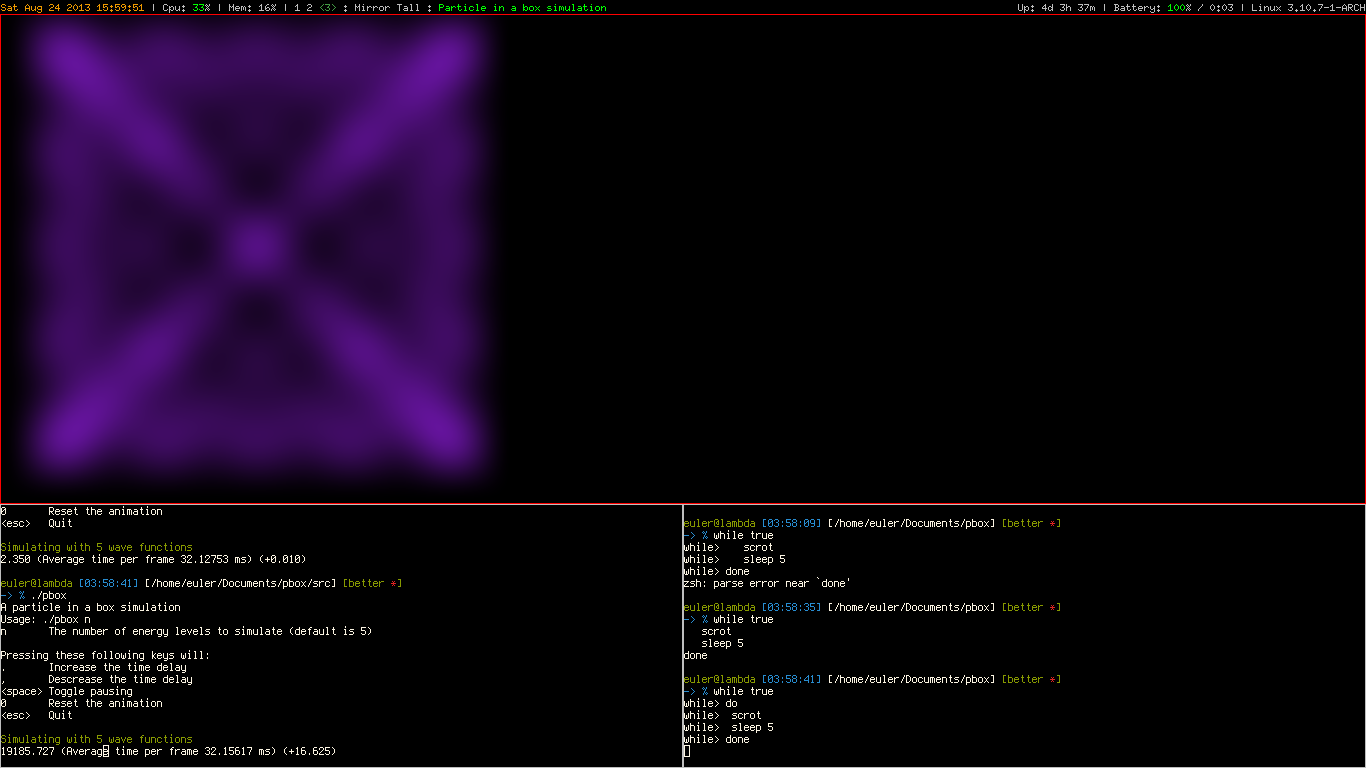 Sat Aug 24 2013 15:59:51 | Cpu: 33% | Mem: 16% | 1 2 <3> : Mirror Tall : Particle in a box simulation
Up: 4d 3h 37m | Battery: 100% / 0:03 | Linux 3.10.7-1-ARCH
0 Reset the animation
<esc> Quit
Simulating with 5 wave functions
2.350 (Average time per frame 32.12753 ms) (+0.010)
euler@lambda [03:58:41] [/home/euler/Documents/pbox/src] [better *]
-> % ./pbox
A particle in a box simulation
Usage: ./pbox n
n The number of energy levels to simulate (default is 5)
Pressing these following keys will:
. Increase the time delay
, Descrease the time delay
<space> Toggle pausing
0 Reset the animation
<esc> Quit
Simulating with 5 wave functions
19185.727 (Average time per frame 32.15617 ms) (+16.625)
euler@lambda [03:58:09] [/home/euler/Documents/pbox] [better *]
-> % while true
while> scrot
while> sleep 5
while> done
zsh: parse error near `done'
euler@lambda [03:58:35] [/home/euler/Documents/pbox] [better *]
-> % while true
scrot
sleep 5
done
euler@lambda [03:58:41] [/home/euler/Documents/pbox] [better *]
-> % while true
while> do
while> scrot
while> sleep 5
while> done